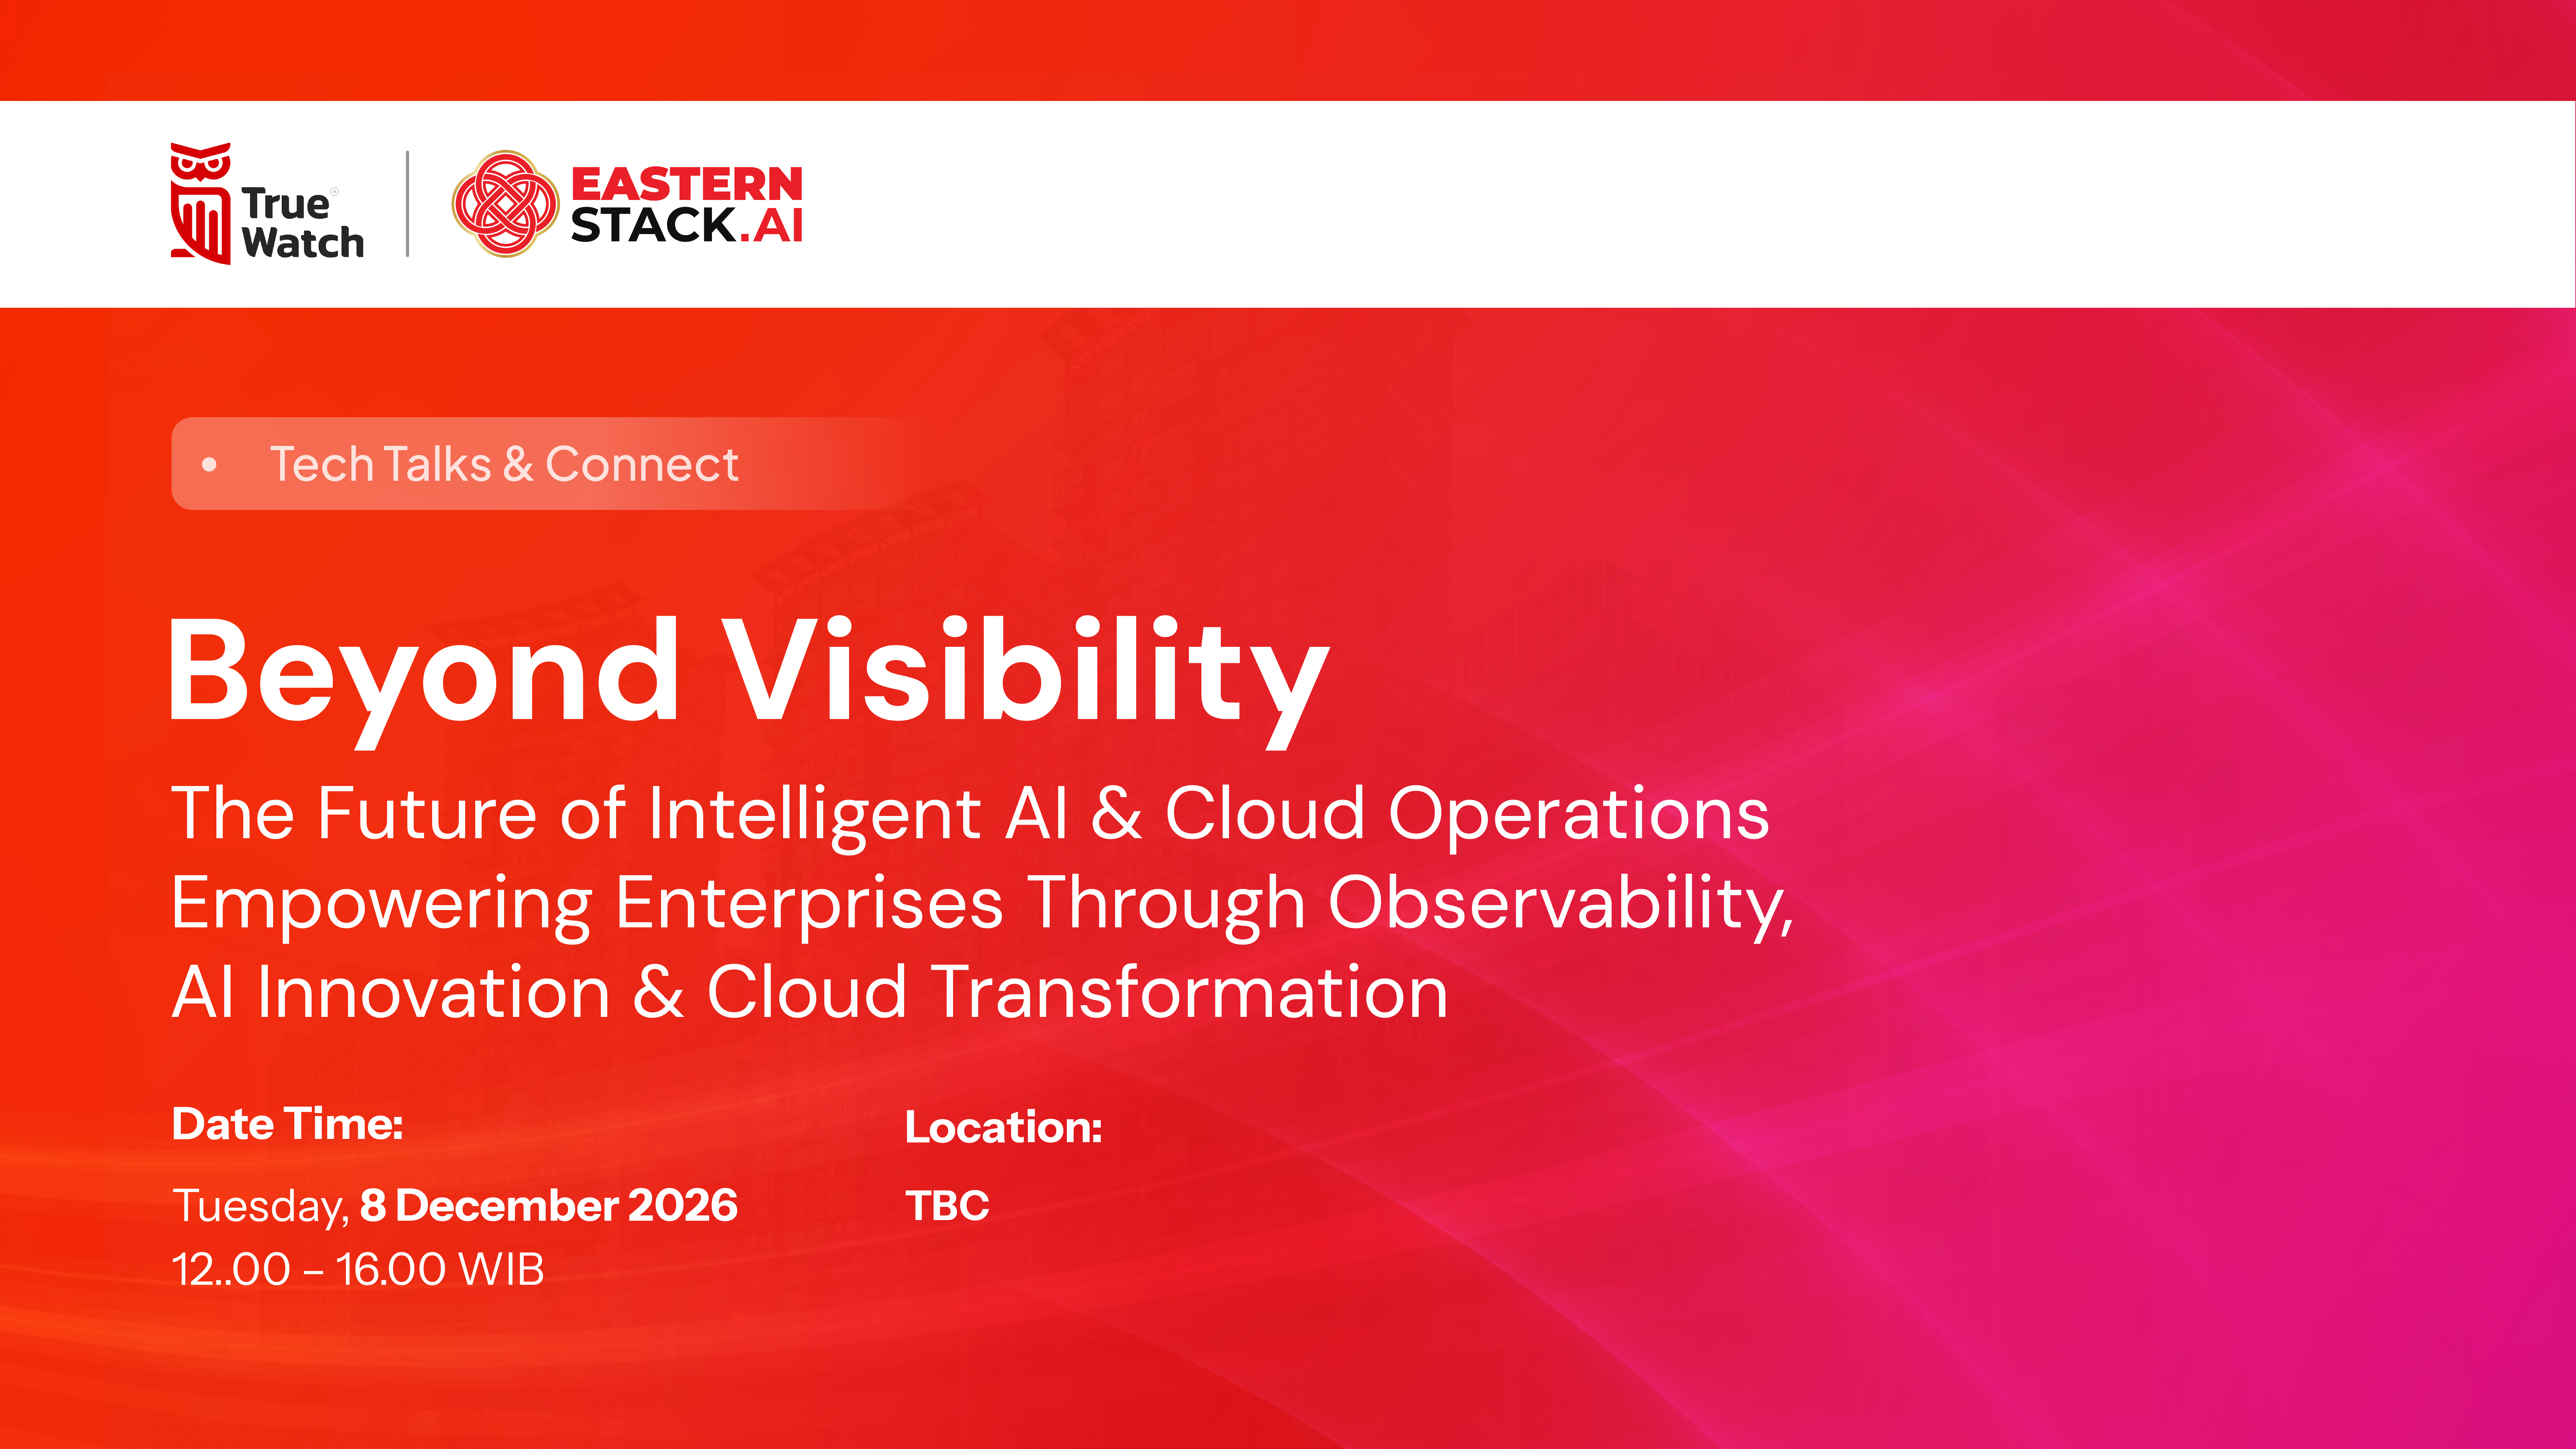 True®
Watch
EASTERN
STACK.AI
• Tech Talks & Connect
Beyond Visibility
The Future of Intelligent AI & Cloud Operations
Empowering Enterprises Through Observability,
AI Innovation & Cloud Transformation
Date Time:
Tuesday, 8 December 2026
12..00 – 16.00 WIB
Location:
TBC